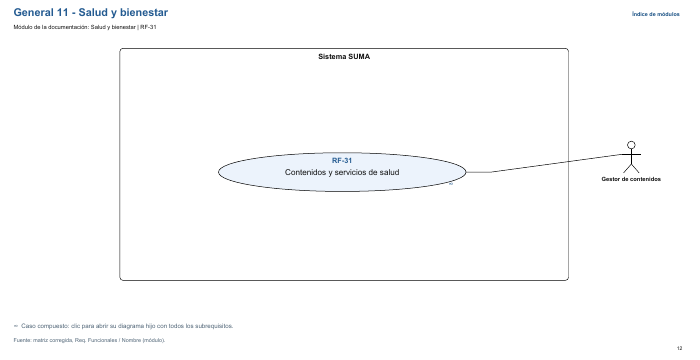 General 11 - Salud y bienestar
Índice de módulos
Módulo de la documentación: Salud y bienestar | RF-31
Sistema SUMA
RF-31
Contenidos y servicios de salud
Gestor de contenidos
Caso compuesto: clic para abrir su diagrama hijo con todos los subrequisitos.
Fuente: matriz corregida, Req. Funcionales / Nombre (módulo).
12